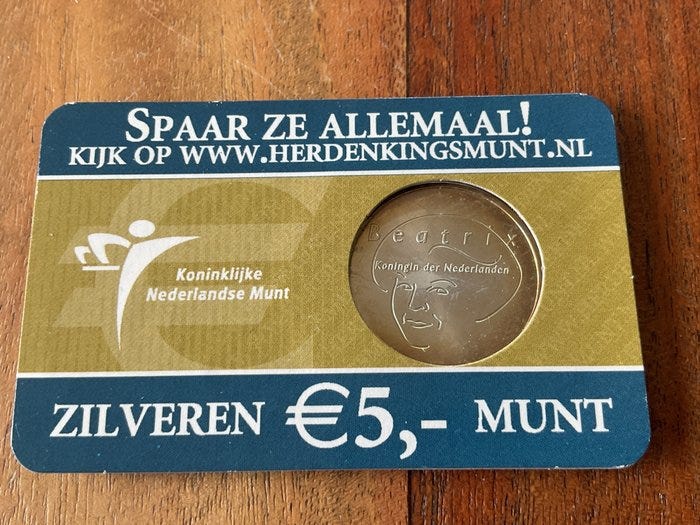 SPAAR ZE ALLEMAAL!
KIJK OP WWW.HERDENKINGSMUNT.NL
Koninklijke
Nederlandse Munt
Beatrix
Koningin der Nederlanden
ZILVEREN €5,- MUNT